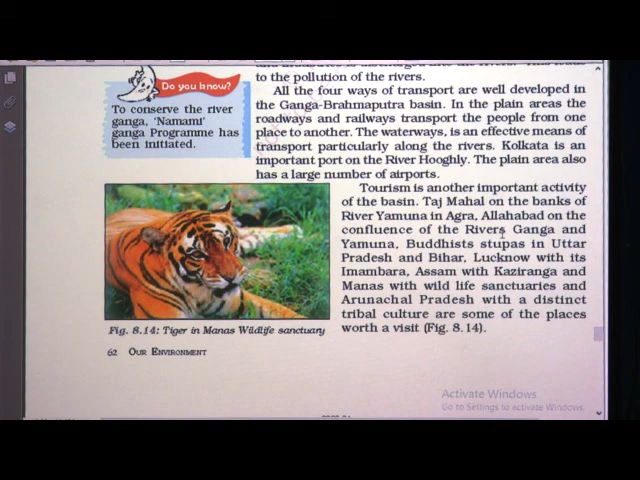 to the pollution of the rivers.
All the four ways of transport are well developed in
the Ganga-Brahmaputra basin. In the plain areas the
roadways and railways transport the people from one
place to another. The waterways, is an effective means of
transport particularly along the rivers. Kolkata is an
important port on the River Hooghly. The plain area also
has a large number of airports.
Do you know?
To conserve the river
ganga, ‘Namami’
ganga Programme has
been initiated.
Tourism is another important activity
of the basin. Taj Mahal on the banks of
River Yamuna in Agra, Allahabad on the
confluence of the Rivers Ganga and
Yamuna, Buddhists stupas in Uttar
Pradesh and Bihar, Lucknow with its
Imambara, Assam with Kaziranga and
Manas with wild life sanctuaries and
Arunachal Pradesh with a distinct
tribal culture are some of the places
worth a visit (Fig. 8.14).
Fig. 8.14: Tiger in Manas Wildlife sanctuary
62 OUR ENVIRONMENT
Activate Windows
Go to Settings to activate Windows.